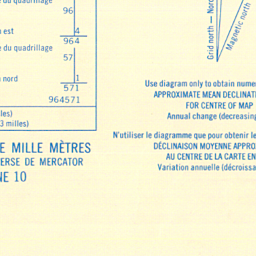 du quadrillage
96
n est
4
964
e du quadrillage
57
n nord
1
571
964571
les)
3 milles)
E MILLE MÈTRES
ERSE DE MERCATOR
NE 10
Grid north — Nord
Magnetic north
Use diagram only to obtain nume
APPROXIMATE MEAN DECLINAT
FOR CENTRE OF MAP
Annual change (decreasing
N'utiliser le diagramme que pour obtenir le
DÉCLINAISON MOYENNE APPRO
AU CENTRE DE LA CARTE EN
Variation annuelle (décroissa